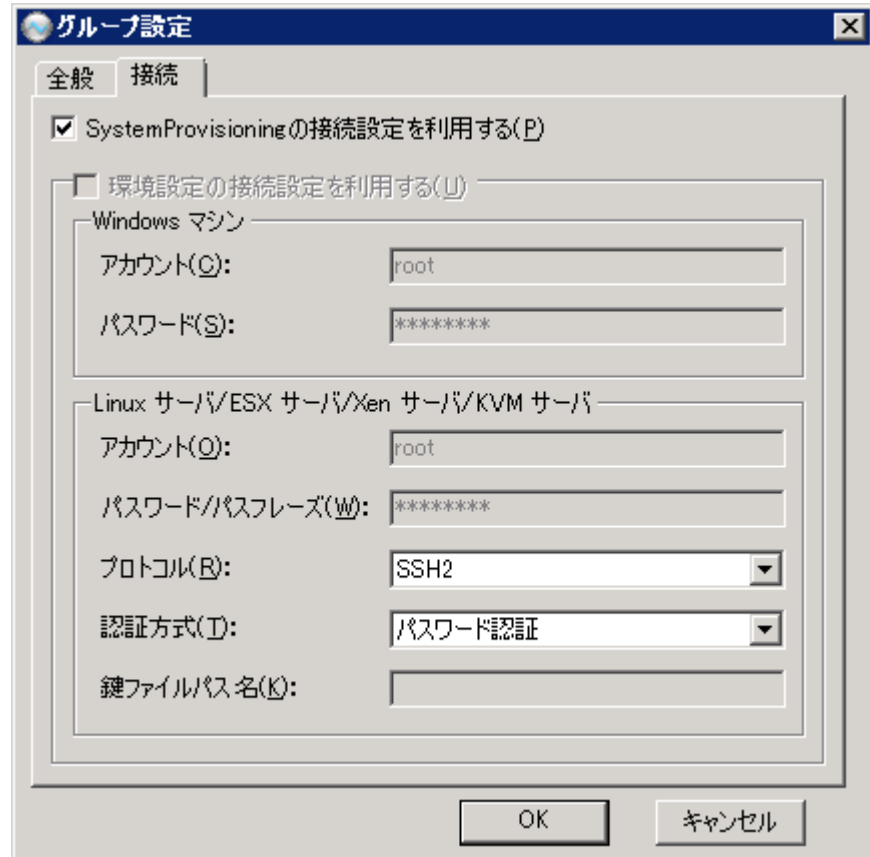 グループ設定
全般 接続
SystemProvisioningの接続設定を利用する(P)
環境設定の接続設定を利用する(U)
Windows マシン
アカウント(C): root
パスワード(S): ********
Linux サーバ/ESX サーバ/Xen サーバ/KVM サーバ
アカウント(O): root
パスワード/パスフレーズ(W): ********
プロトコル(R): SSH2
認証方式(T): パスワード認証
鍵ファイルパス名(K):
OK キャンセル